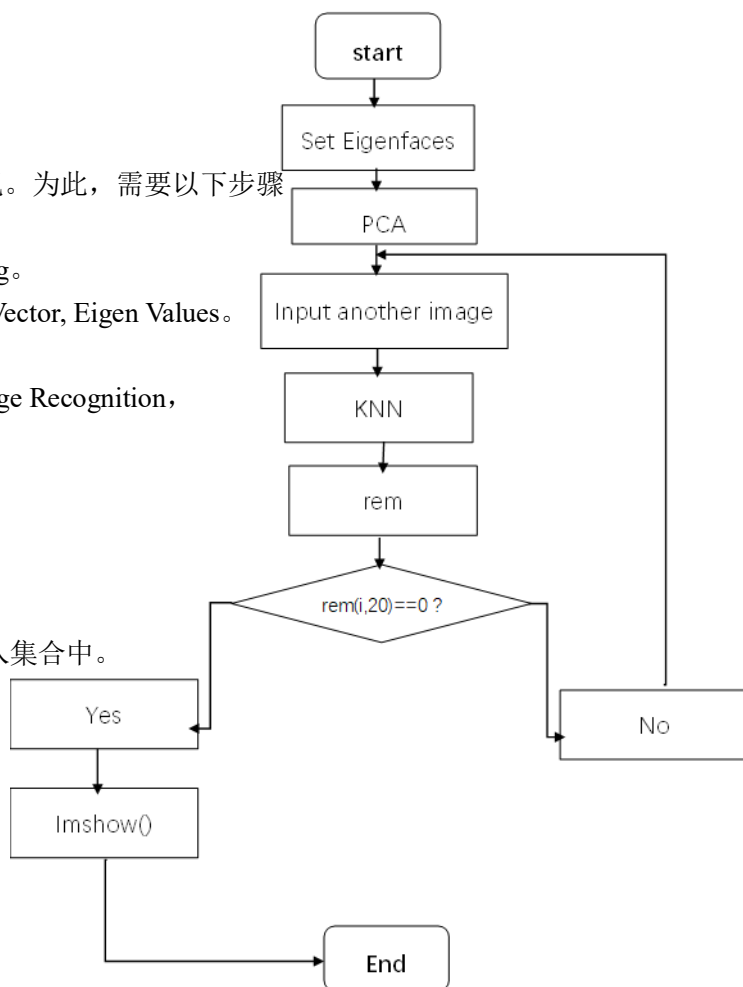 start
Set Eigenfaces
。为此，需要以下步骤
PCA
g。
Vector, Eigen Values。
Input another image
ge Recognition，
KNN
rem
rem(i,20)==0 ?
集合中。
Yes
No
Imshow()
End